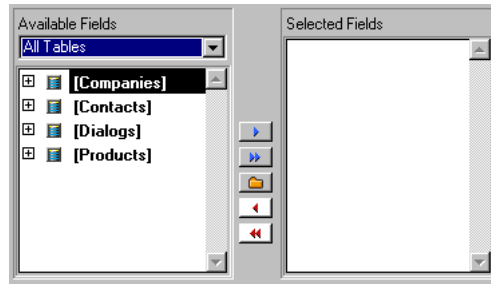 Available Fields
All Tables
[Companies]
[Contacts]
[Dialogs]
[Products]
Selected Fields